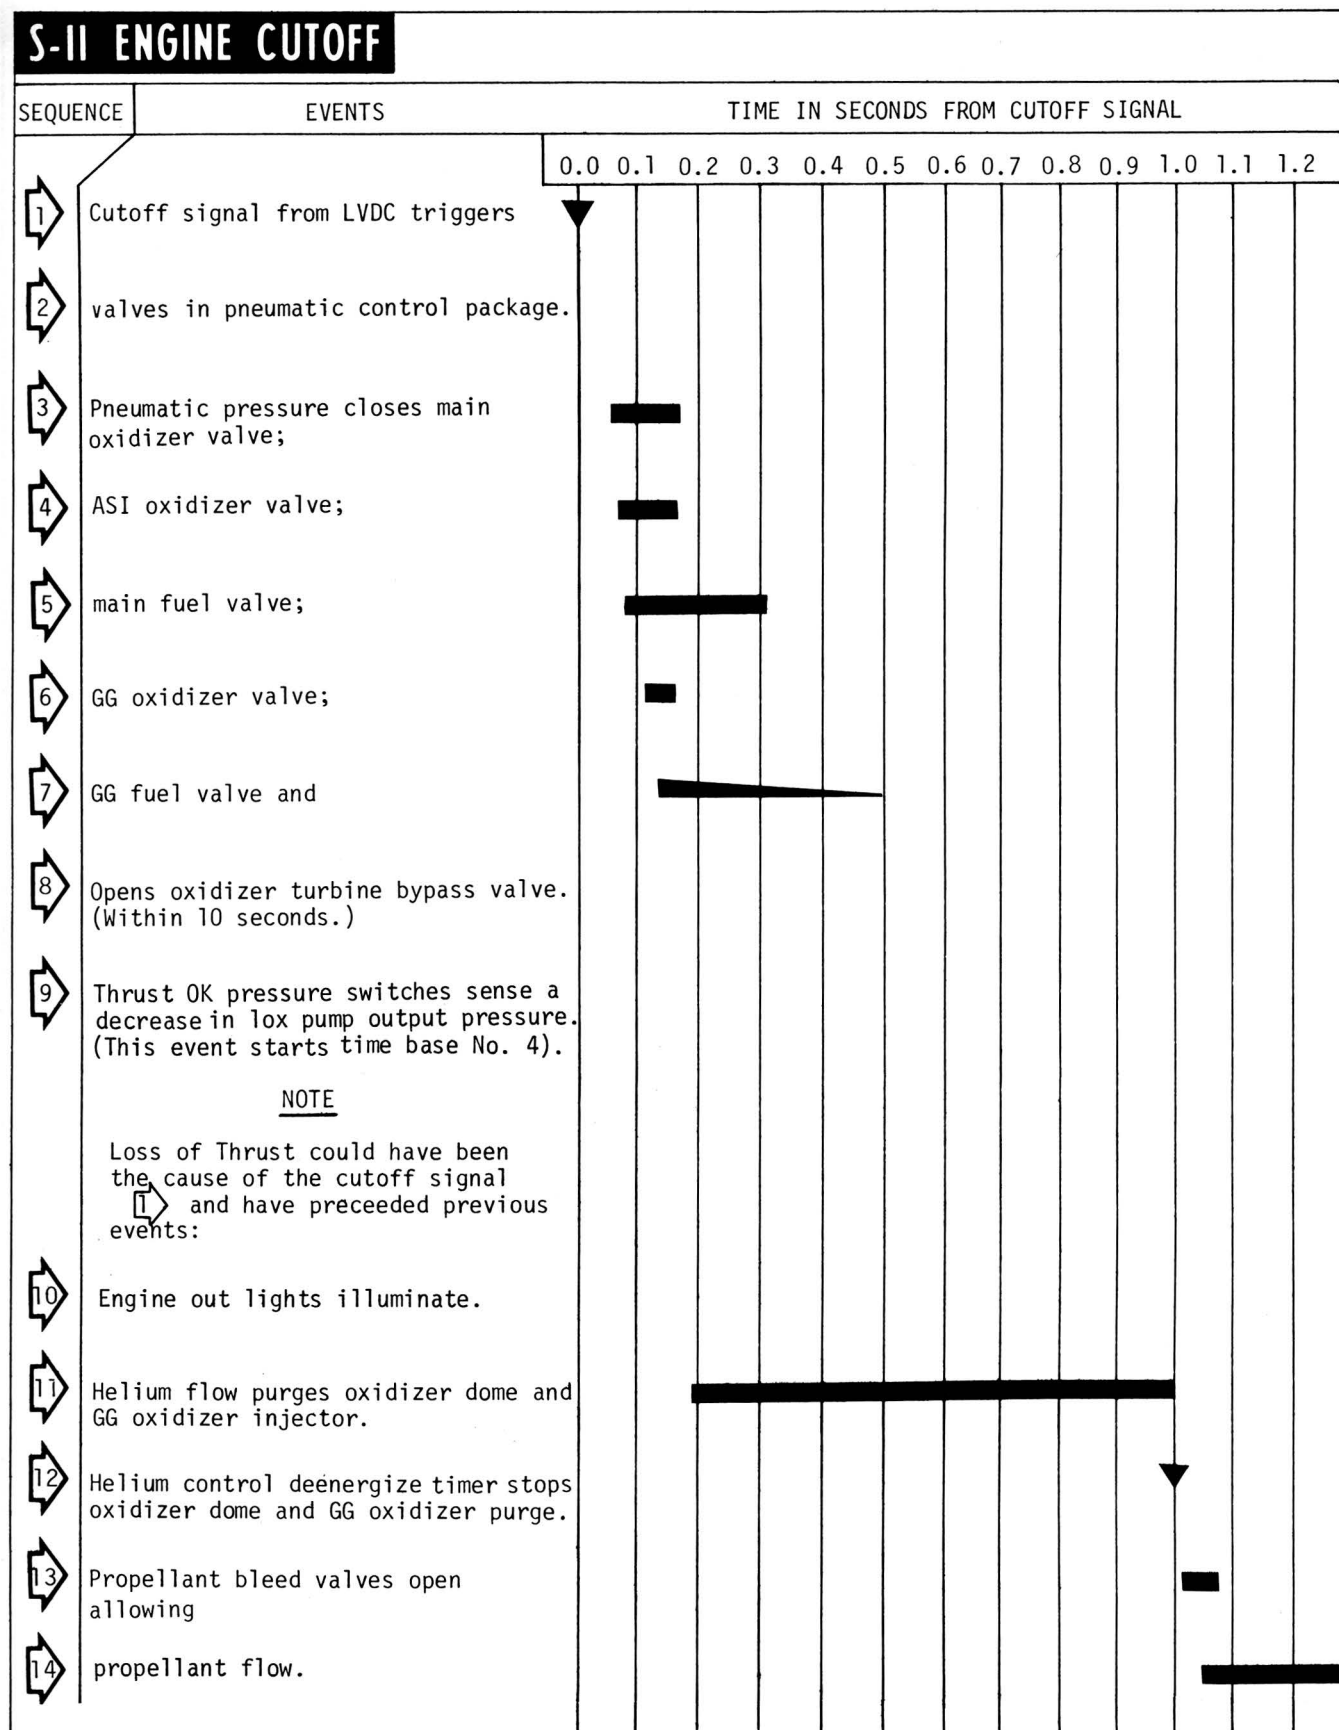 S-II ENGINE CUTOFF
SEQUENCE EVENTS TIME IN SECONDS FROM CUTOFF SIGNAL
0.0 0.1 0.2 0.3 0.4 0.5 0.6 0.7 0.8 0.9 1.0 1.1 1.2
1 Cutoff signal from LVDC triggers
2 valves in pneumatic control package.
3 Pneumatic pressure closes main
oxidizer valve;
4 ASI oxidizer valve;
5 main fuel valve;
6 GG oxidizer valve;
7 GG fuel valve and
8 Opens oxidizer turbine bypass valve.
(Within 10 seconds.)
9 Thrust OK pressure switches sense a
decrease in lox pump output pressure.
(This event starts time base No. 4).
NOTE
Loss of Thrust could have been
the cause of the cutoff signal
1 and have preceeded previous
events:
10 Engine out lights illuminate.
11 Helium flow purges oxidizer dome and
GG oxidizer injector.
12 Helium control deenergize timer stops
oxidizer dome and GG oxidizer purge.
13 Propellant bleed valves open
allowing
14 propellant flow.